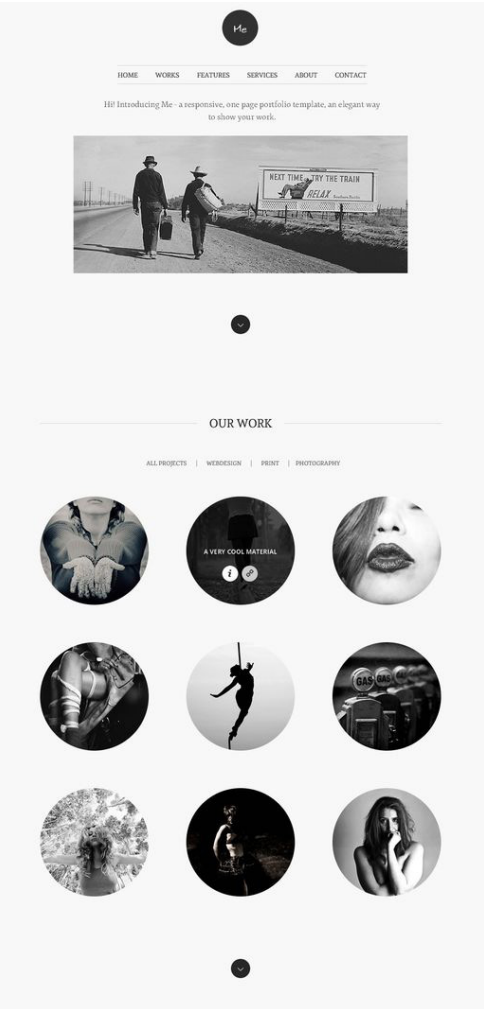 Me
HOME WORKS FEATURES SERVICES ABOUT CONTACT
Hi! Introducing Me - a responsive, one page portfolio template, an elegant way
to show your work.
NEXT TIME TRY THE TRAIN
RELAX
OUR WORK
ALL PROJECTS | WEBDESIGN | PRINT | PHOTOGRAPHY
A VERY COOL MATERIAL
i
GAS GAS GAS